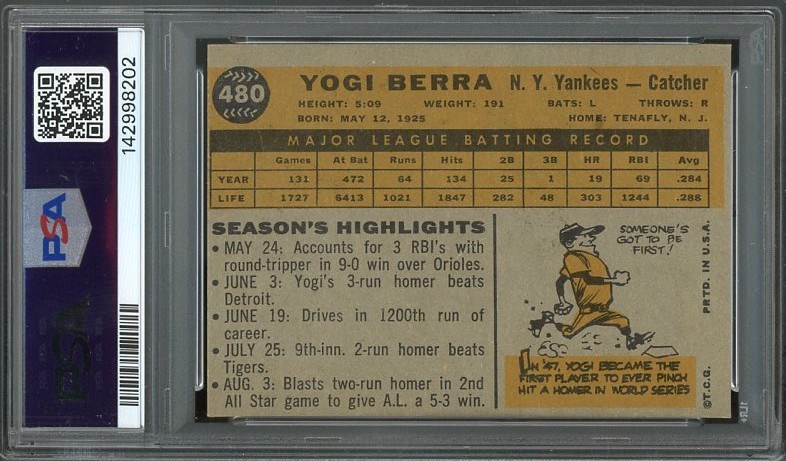 142998202
PSA
PSA
480
YOGI BERRA N. Y. Yankees — Catcher
HEIGHT: 5:09 WEIGHT: 191 BATS: L THROWS: R
BORN: MAY 12, 1925 HOME: TENAFLY, N. J.
MAJOR LEAGUE BATTING RECORD
Games At Bat Runs Hits 2B 3B HR RBI Avg
YEAR 131 472 64 134 25 1 19 69 .284
LIFE 1727 6413 1021 1847 282 48 303 1244 .288
SEASON'S HIGHLIGHTS
• MAY 24: Accounts for 3 RBI's with
round-tripper in 9-0 win over Orioles.
• JUNE 3: Yogi's 3-run homer beats
Detroit.
• JUNE 19: Drives in 1200th run of
career.
• JULY 25: 9th-inn. 2-run homer beats
Tigers.
• AUG. 3: Blasts two-run homer in 2nd
All Star game to give A.L. a 5-3 win.
SOMEONE'S
GOT TO BE
FIRST!
IN '47, YOGI BECAME THE
FIRST PLAYER TO EVER PINCH
HIT A HOMER IN WORLD SERIES
©T.C.G. PRTD. IN U.S.A.